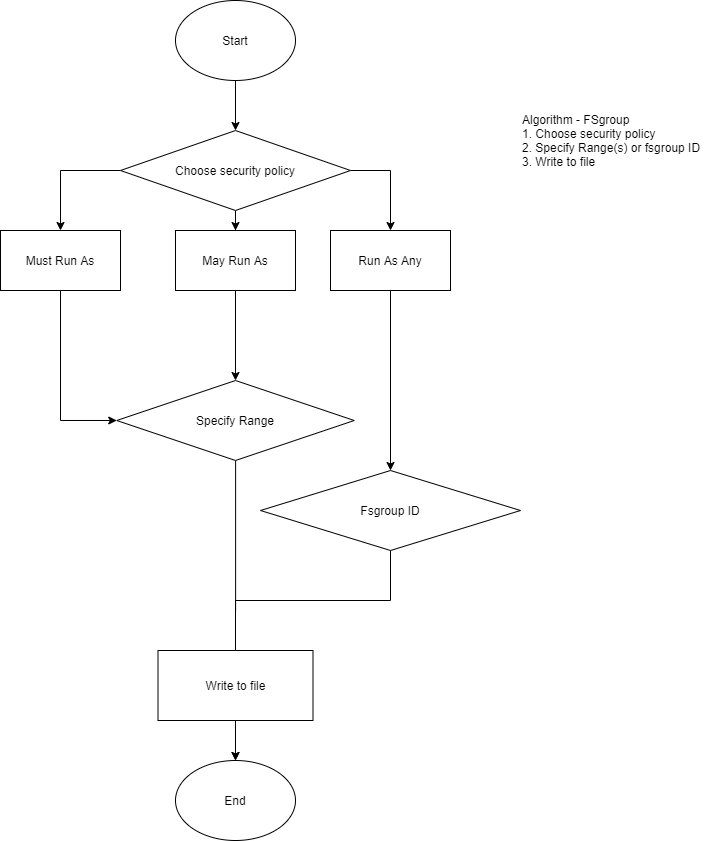 Start
Algorithm - FSgroup
1. Choose security policy
2. Specify Range(s) or fsgroup ID
3. Write to file
Choose security policy
Must Run As
May Run As
Run As Any
Specify Range
Fsgroup ID
Write to file
End